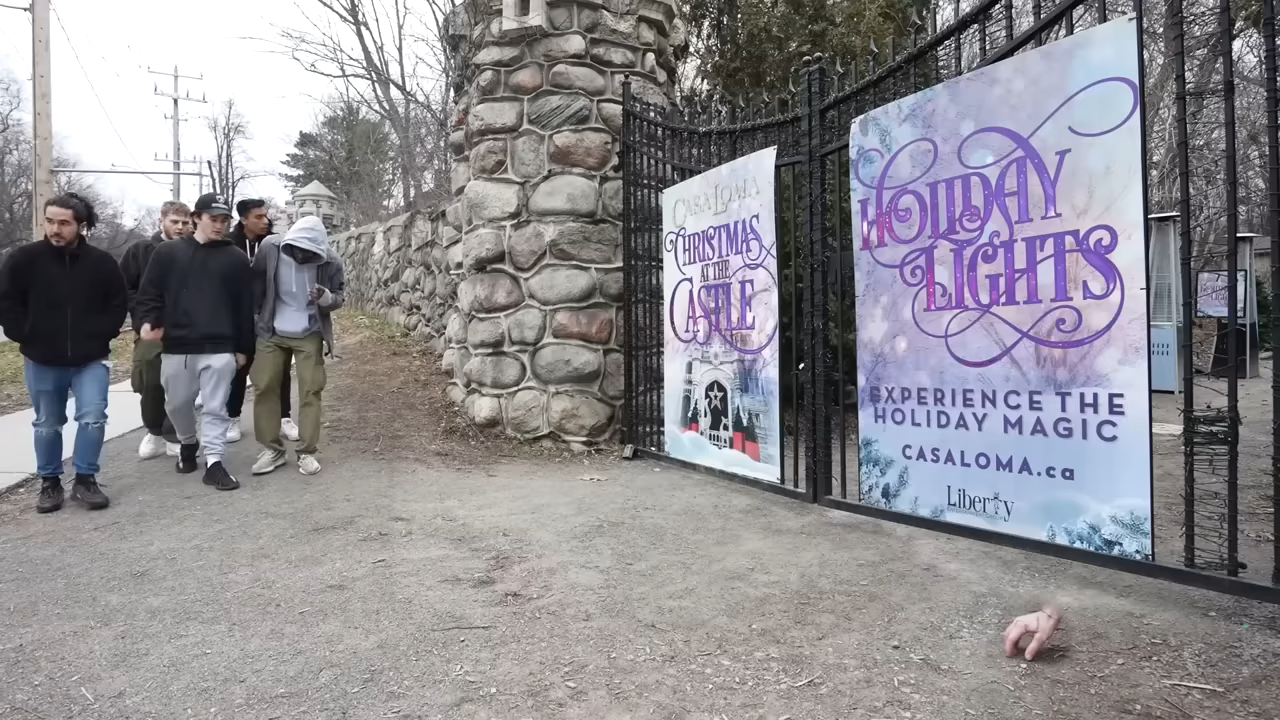 CASA LOMA
CHRISTMAS
AT THE
CASTLE
HOLIDAY
LIGHTS
EXPERIENCE THE
HOLIDAY MAGIC
CASALOMA.ca
Liberty